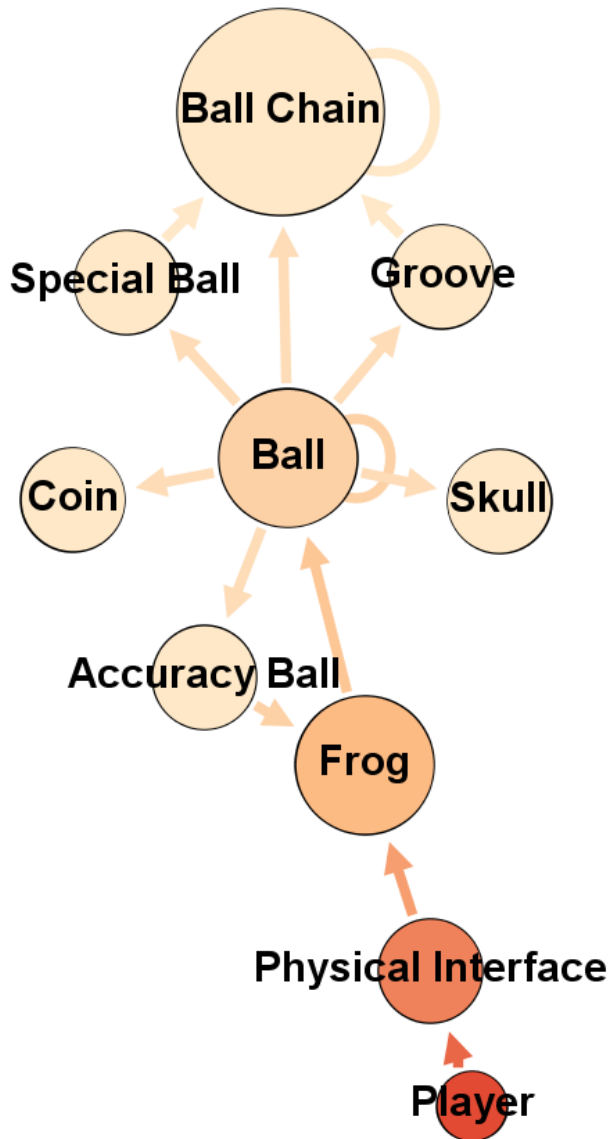 Ball Chain
Special Ball
Groove
Ball
Coin
Skull
Accuracy Ball
Frog
Physical Interface
Player